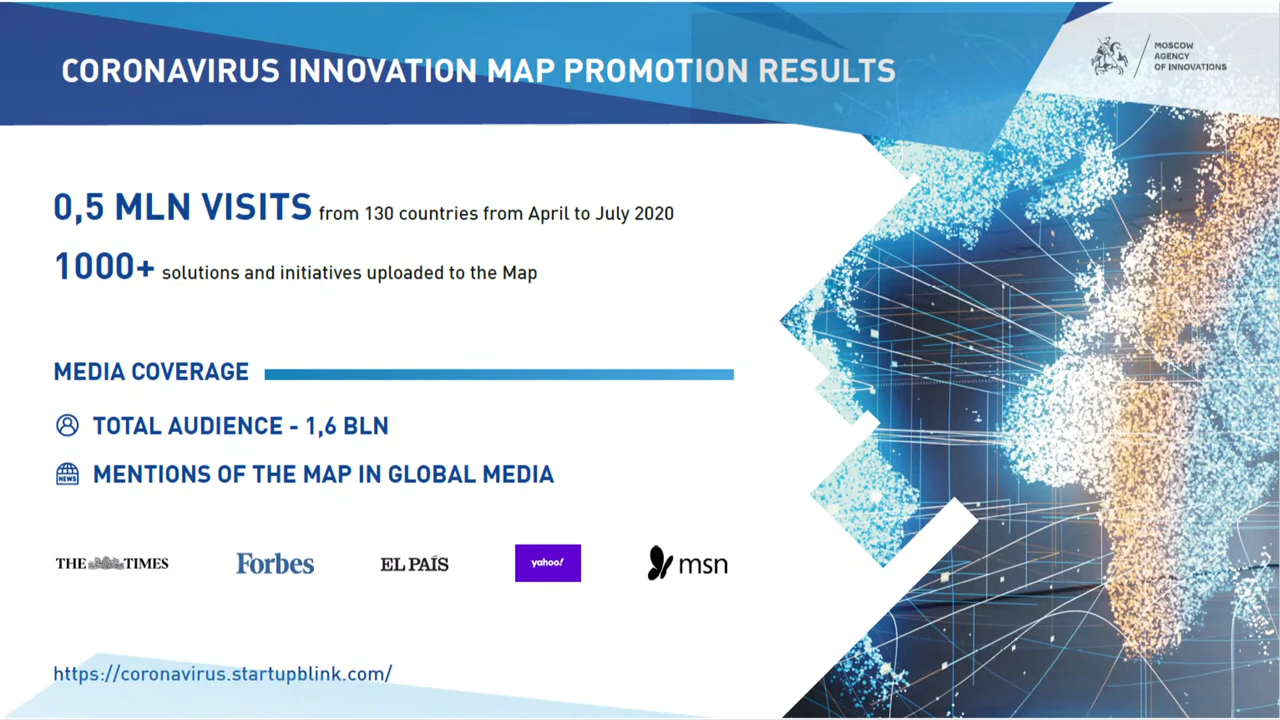 CORONAVIRUS INNOVATION MAP PROMOTION RESULTS
MOSCOW
AGENCY
OF INNOVATIONS
0,5 MLN VISITS from 130 countries from April to July 2020
1000+ solutions and initiatives uploaded to the Map
MEDIA COVERAGE
TOTAL AUDIENCE - 1,6 BLN
NEWS
MENTIONS OF THE MAP IN GLOBAL MEDIA
THE TIMES
Forbes
EL PAÍS
yahoo!
msn
https://coronavirus.startupblink.com/